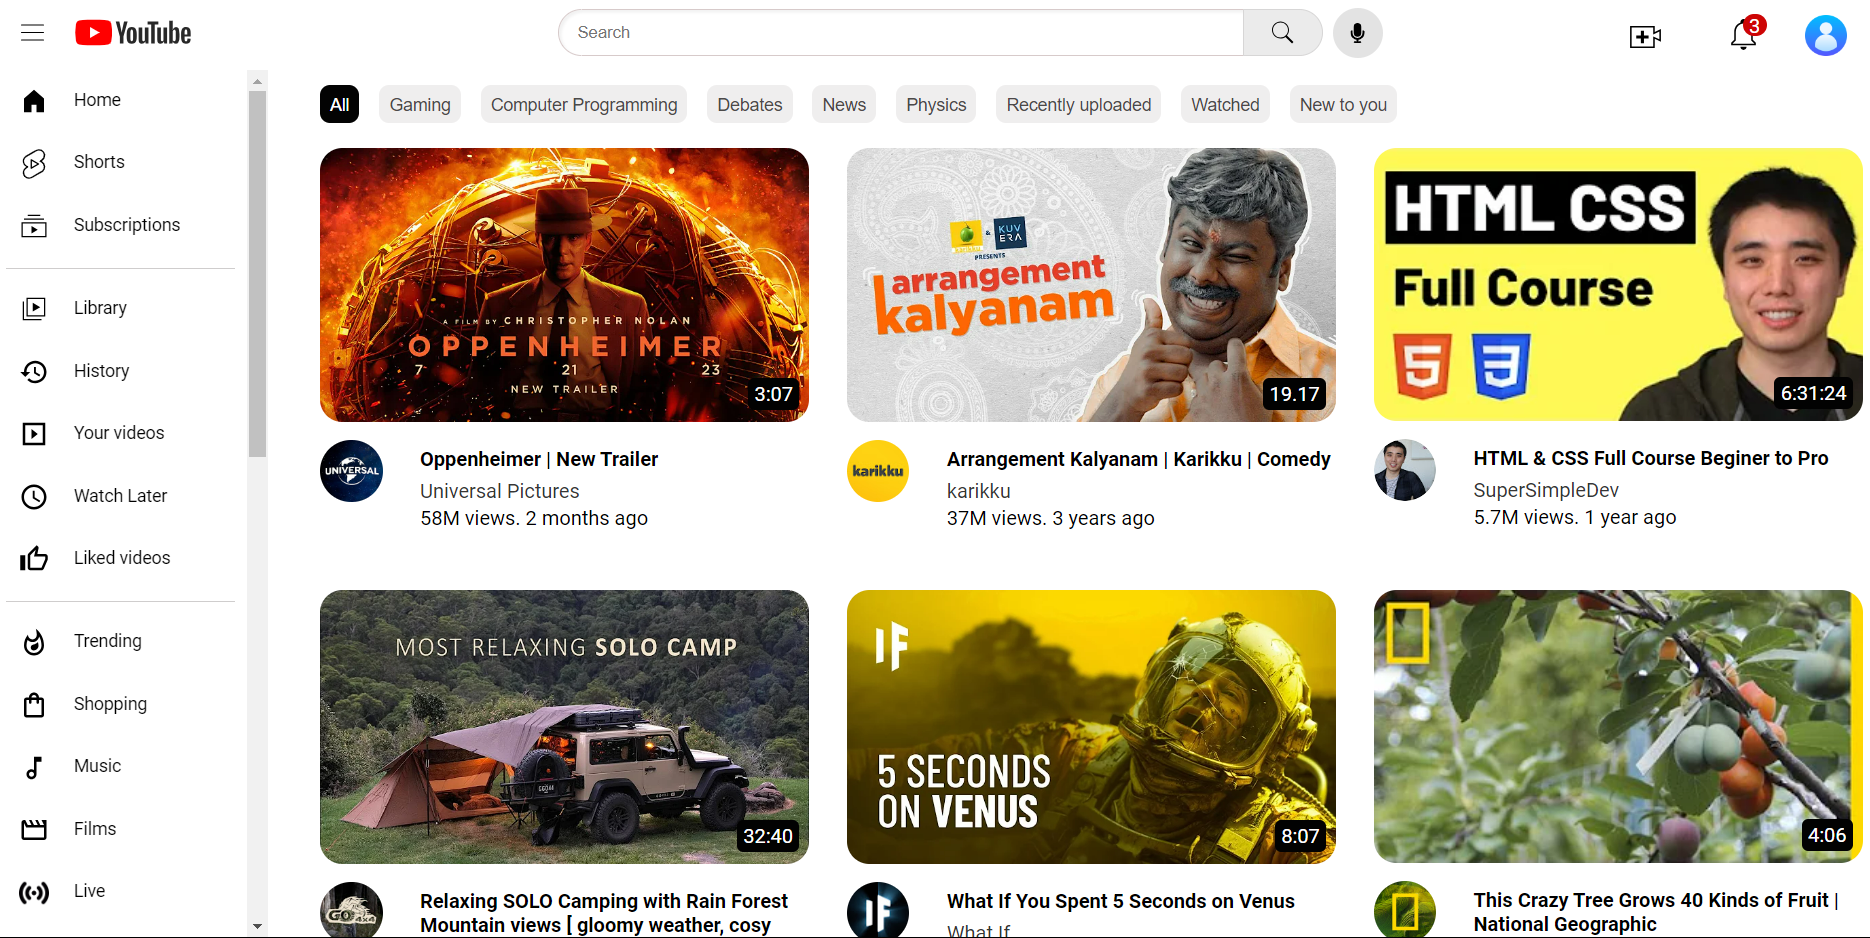 YouTube
Search
3
Home
Shorts
Subscriptions
Library
History
Your videos
Watch Later
Liked videos
Trending
Shopping
Music
Films
Live
All
Gaming
Computer Programming
Debates
News
Physics
Recently uploaded
Watched
New to you
A FILM BY CHRISTOPHER NOLAN
OPPENHEIMER
7 21 23
NEW TRAILER
3:07
UNIVERSAL
Oppenheimer | New Trailer
Universal Pictures
58M views. 2 months ago
& KUV
ERA
PRESENTS
arrangement
kalyanam
19.17
karikku
Arrangement Kalyanam | Karikku | Comedy
karikku
37M views. 3 years ago
HTML CSS
Full Course
5 3
6:31:24
HTML & CSS Full Course Beginer to Pro
SuperSimpleDev
5.7M views. 1 year ago
MOST RELAXING SOLO CAMP
32:40
GO 4x4
Relaxing SOLO Camping with Rain Forest
Mountain views [ gloomy weather, cosy
IF
5 SECONDS
ON VENUS
8:07
IF
What If You Spent 5 Seconds on Venus
What If
4:06
This Crazy Tree Grows 40 Kinds of Fruit |
National Geographic